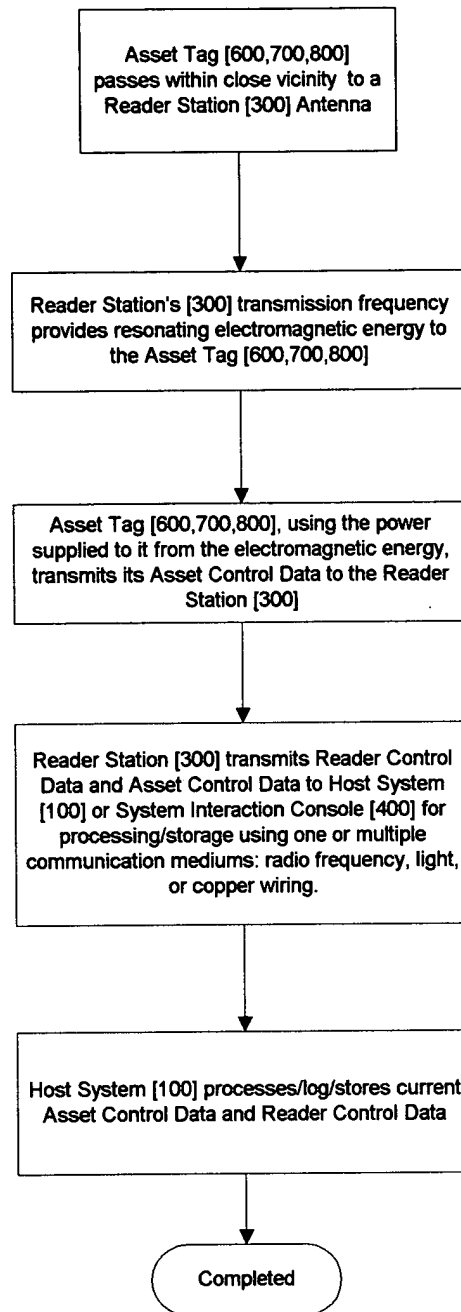 Asset Tag [600,700,800]
passes within close vicinity to a
Reader Station [300] Antenna
Reader Station's [300] transmission frequency
provides resonating electromagnetic energy to
the Asset Tag [600,700,800]
Asset Tag [600,700,800], using the power
supplied to it from the electromagnetic energy,
transmits its Asset Control Data to the Reader
Station [300]
Reader Station [300] transmits Reader Control
Data and Asset Control Data to Host System
[100] or System Interaction Console [400] for
processing/storage using one or multiple
communication mediums: radio frequency, light,
or copper wiring.
Host System [100] processes/log/stores current
Asset Control Data and Reader Control Data
Completed